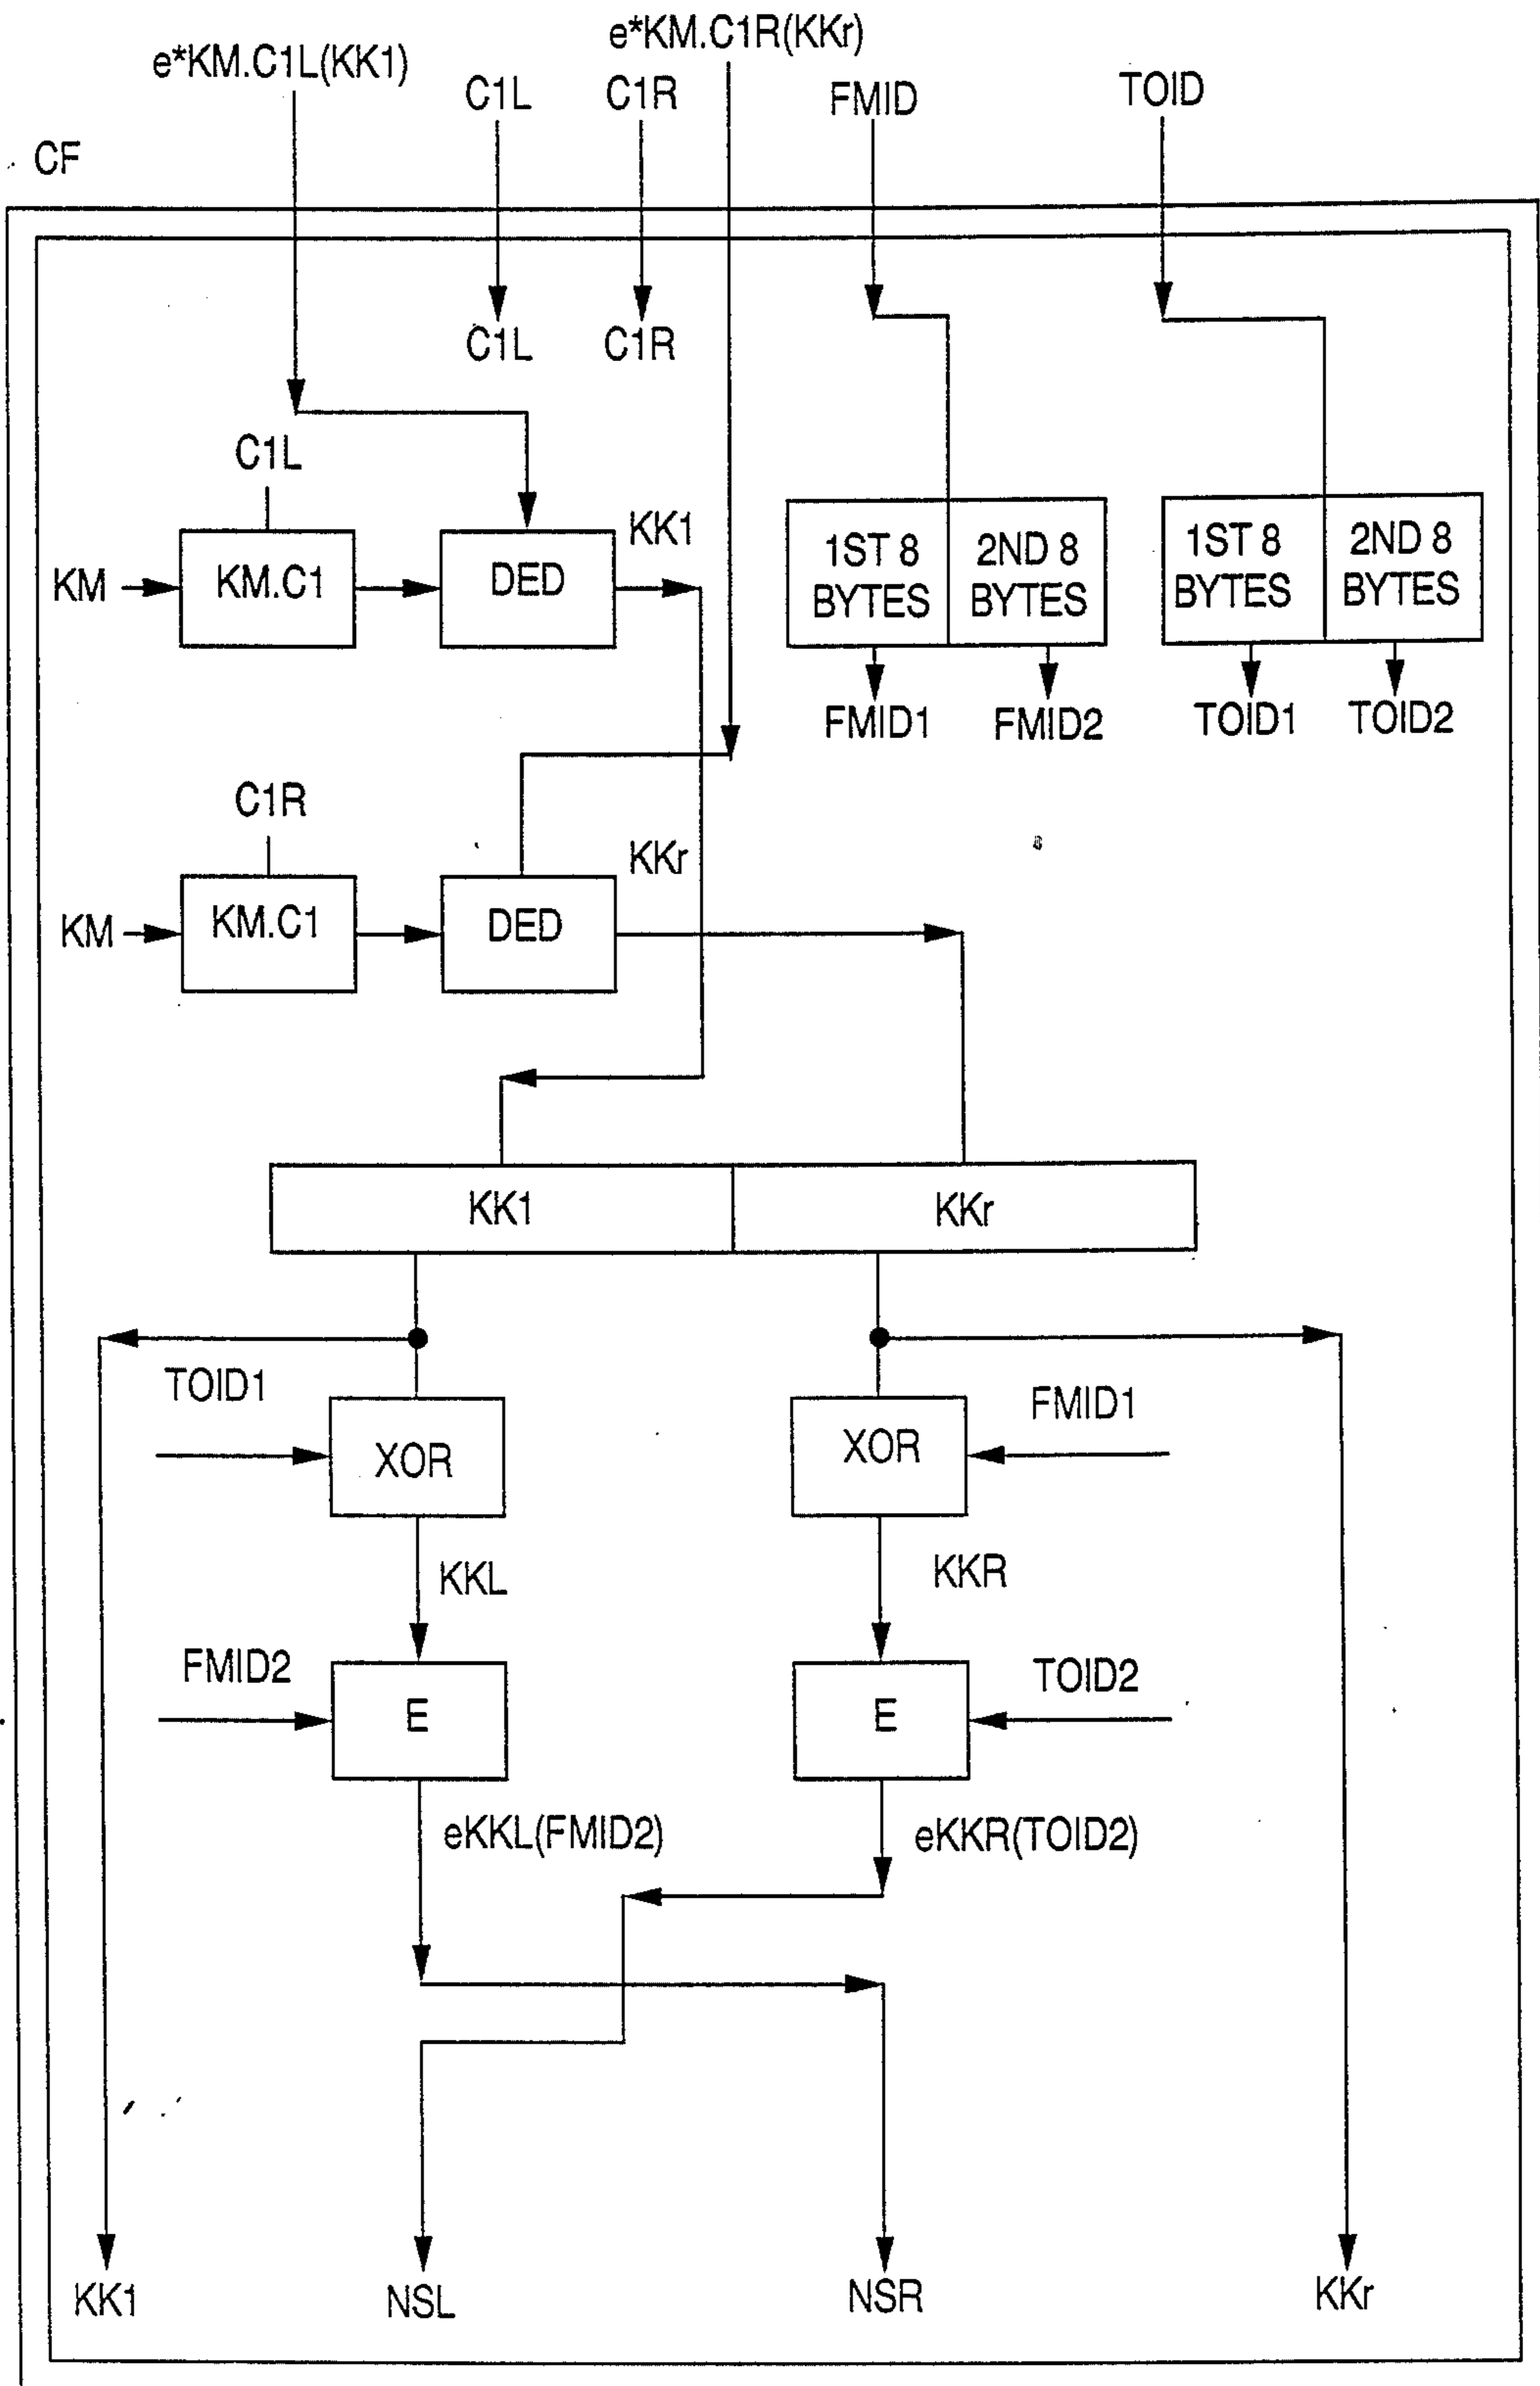 e*KM.C1R(KKr)
e*KM.C1L(KK1)
C1L
C1R
FMID
TOID
CF
C1L
C1R
C1L
KK1
KM
KM.C1
DED
1ST 8
BYTES
2ND 8
BYTES
1ST 8
BYTES
2ND 8
BYTES
FMID1
FMID2
TOID1
TOID2
C1R
KKr
KM
KM.C1
DED
KK1
KKr
TOID1
FMID1
XOR
XOR
KKL
KKR
FMID2
TOID2
E
E
eKKL(FMID2)
eKKR(TOID2)
KK1
NSL
NSR
KKr